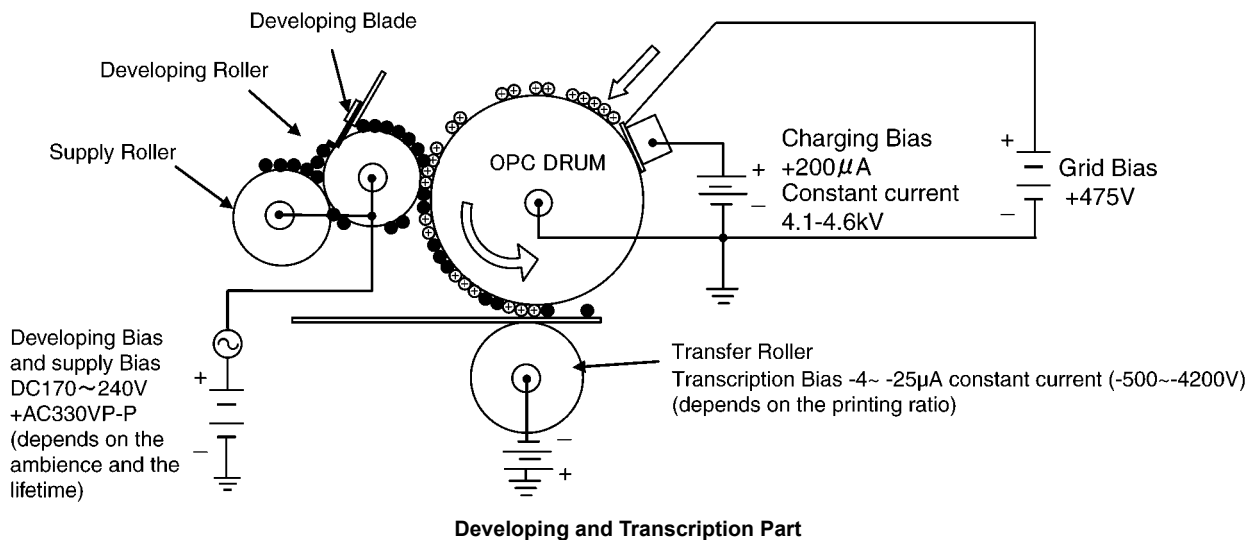 Developing Blade
Developing Roller
Supply Roller
OPC DRUM
Charging Bias
+200μA
Constant current
4.1-4.6kV
+
−
+
−
Grid Bias
+475V
Developing Bias
and supply Bias
DC170～240V
+AC330VP-P
(depends on the
ambience and the
lifetime)
+
−
Transfer Roller
Transcription Bias -4~ -25μA constant current (-500~-4200V)
(depends on the printing ratio)
−
+
Developing and Transcription Part